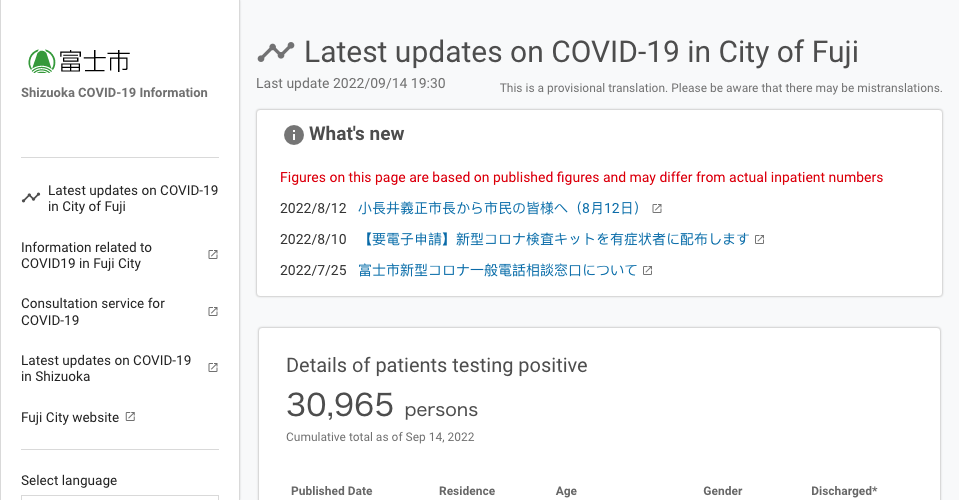 富士市
Shizuoka COVID-19 Information
Latest updates on COVID-19
in City of Fuji
Information related to
COVID19 in Fuji City
Consultation service for
COVID-19
Latest updates on COVID-19
in Shizuoka
Fuji City website
Select language
Latest updates on COVID-19 in City of Fuji
Last update 2022/09/14 19:30
This is a provisional translation. Please be aware that there may be mistranslations.
What's new
Figures on this page are based on published figures and may differ from actual inpatient numbers
2022/8/12 小長井義正市長から市民の皆様へ（8月12日）
2022/8/10 【要電子申請】新型コロナ検査キットを有症状者に配布します
2022/7/25 富士市新型コロナ一般電話相談窓口について
Details of patients testing positive
30,965 persons
Cumulative total as of Sep 14, 2022
Published Date Residence Age Gender Discharged*